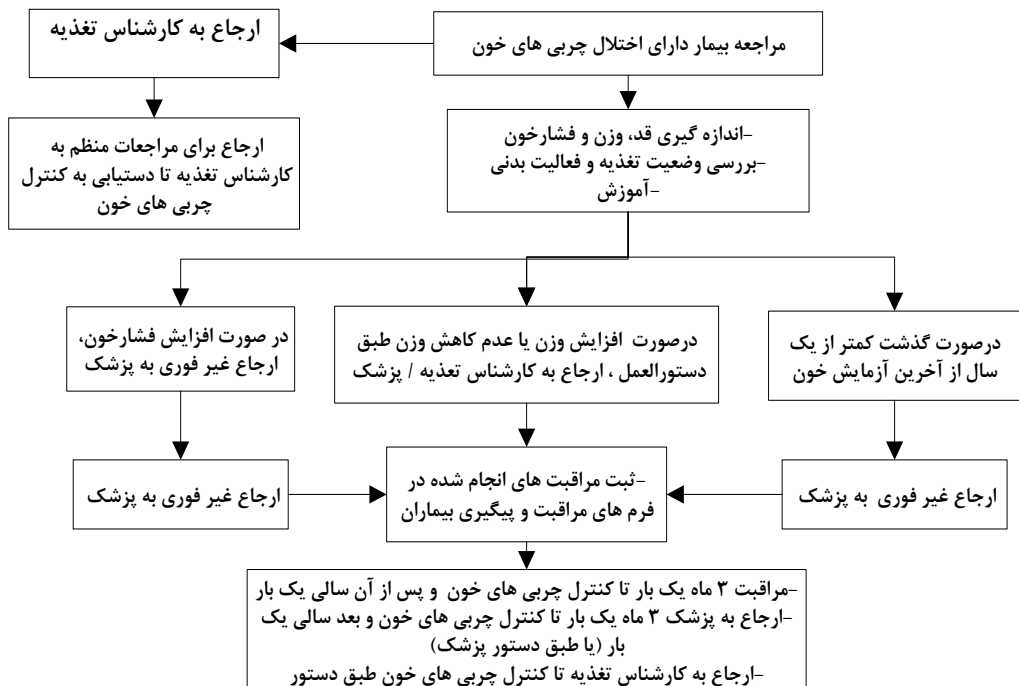 مراجعه بیمار دارای اختلال چربی های خون
ارجاع به کارشناس تغذیه
ارجاع برای مراجعات منظم به
کارشناس تغذیه تا دستیابی به کنترل
چربی های خون
-اندازه گیری قد، وزن و فشارخون
-بررسی وضعیت تغذیه و فعالیت بدنی
-آموزش
درصورت گذشت کمتر از یک
سال از آخرین آزمایش خون
درصورت افزایش وزن یا عدم کاهش وزن طبق
دستورالعمل ، ارجاع به کارشناس تعذیه / پزشک
در صورت افزایش فشارخون،
ارجاع غیر فوری به پزشک
ارجاع غیر فوری به پزشک
-ثبت مراقبت های انجام شده در
فرم های مراقبت و پیگیری بیماران
ارجاع غیر فوری به پزشک
-مراقبت ۳ ماه یک بار تا کنترل چربی های خون و پس از آن سالی یک بار
-ارجاع به پزشک ۳ ماه یک بار تا کنترل چربی های خون و بعد سالی یک
بار (یا طبق دستور پزشک)
-ارجاع به کارشناس تغذیه تا کنترل چربی های خون طبق دستور